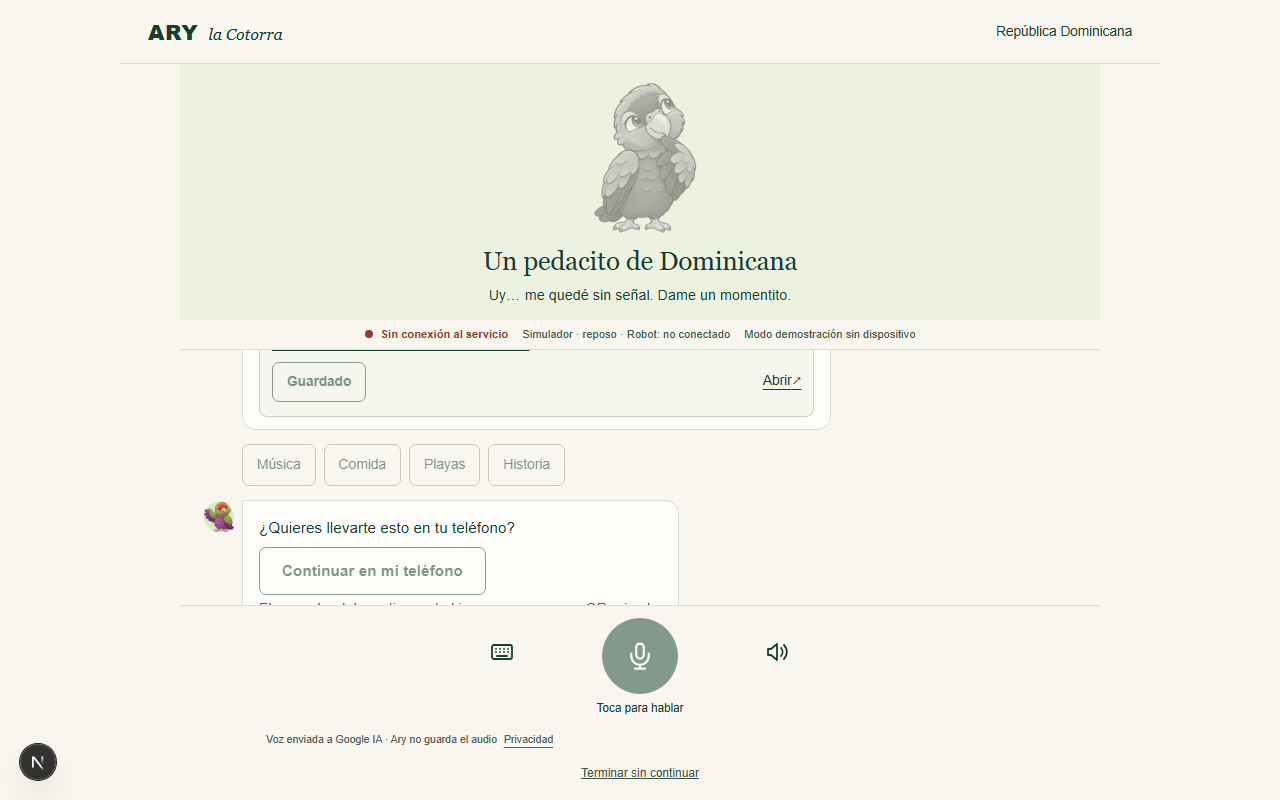 ARY la Cotorra
República Dominicana
Un pedacito de Dominicana
Uy… me quedé sin señal. Dame un momentito.
Sin conexión al servicio Simulador · reposo · Robot: no conectado Modo demostración sin dispositivo
Guardado
Abrir↗
Música Comida Playas Historia
¿Quieres llevarte esto en tu teléfono?
Continuar en mi teléfono
Toca para hablar
Voz enviada a Google IA · Ary no guarda el audio Privacidad
Terminar sin continuar
N